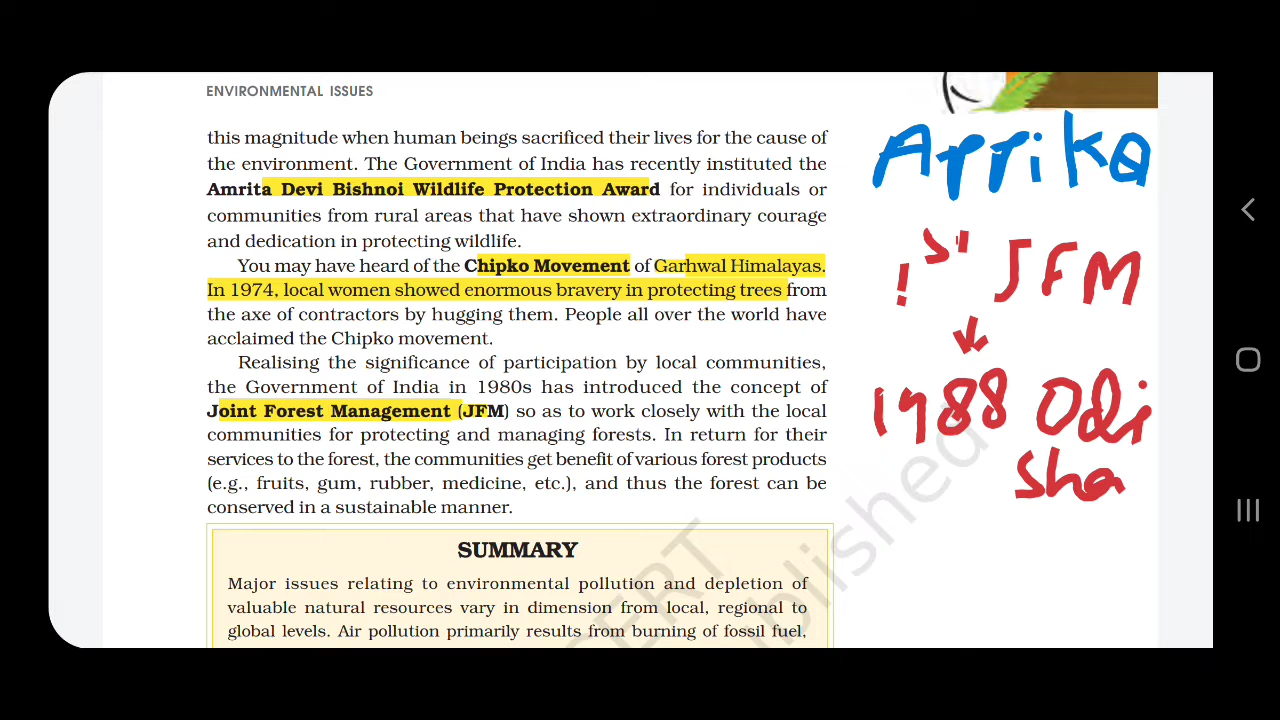 ENVIRONMENTAL ISSUES
this magnitude when human beings sacrificed their lives for the cause of
the environment. The Government of India has recently instituted the
Amrita Devi Bishnoi Wildlife Protection Award for individuals or
communities from rural areas that have shown extraordinary courage
and dedication in protecting wildlife.
You may have heard of the Chipko Movement of Garhwal Himalayas.
In 1974, local women showed enormous bravery in protecting trees from
the axe of contractors by hugging them. People all over the world have
acclaimed the Chipko movement.
Realising the significance of participation by local communities,
the Government of India in 1980s has introduced the concept of
Joint Forest Management (JFM) so as to work closely with the local
communities for protecting and managing forests. In return for their
services to the forest, the communities get benefit of various forest products
(e.g., fruits, gum, rubber, medicine, etc.), and thus the forest can be
conserved in a sustainable manner.
SUMMARY
Major issues relating to environmental pollution and depletion of
valuable natural resources vary in dimension from local, regional to
global levels. Air pollution primarily results from burning of fossil fuel,
Appiko
JFM
1988 Odi
sha